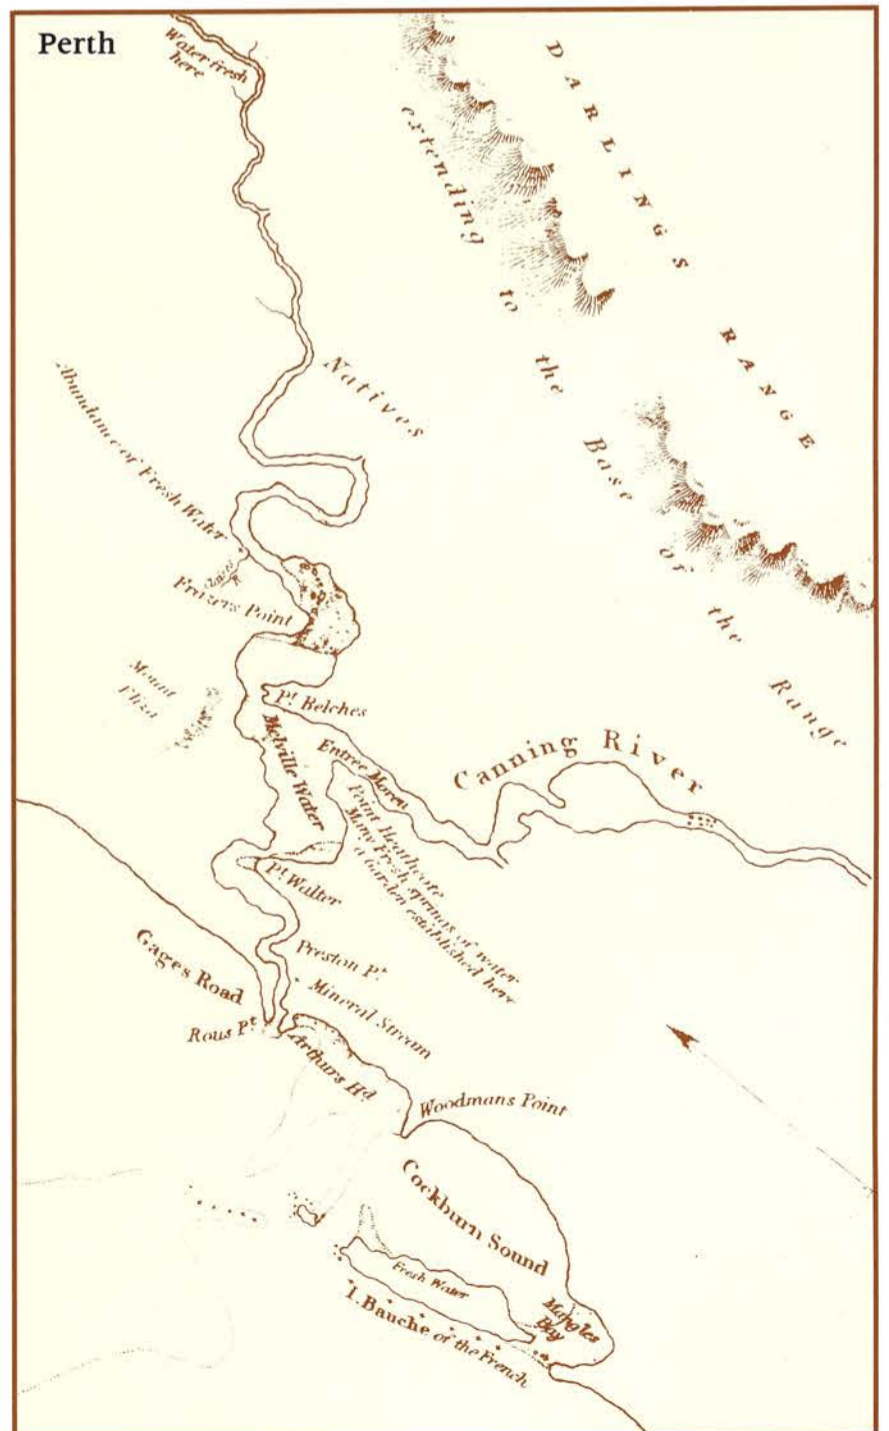 Perth
Water fresh
here
DARLINGS RANGE
extending to the Base of the Range
Natives
Abundance of Fresh Water
Frazers Point
Mount
Eliza
Pt Belches
Melville Water
Entrée Moreau
Canning River
Point Heathcote
Many Fresh springs of water
a Garden established here
Pt Walter
Gages Road
Preston Pt
Mineral Stream
Rous Pt
Arthurs Hd
Woodmans Point
Cockburn Sound
Fresh Water
Mangles
Bay
I. Bauche of the French